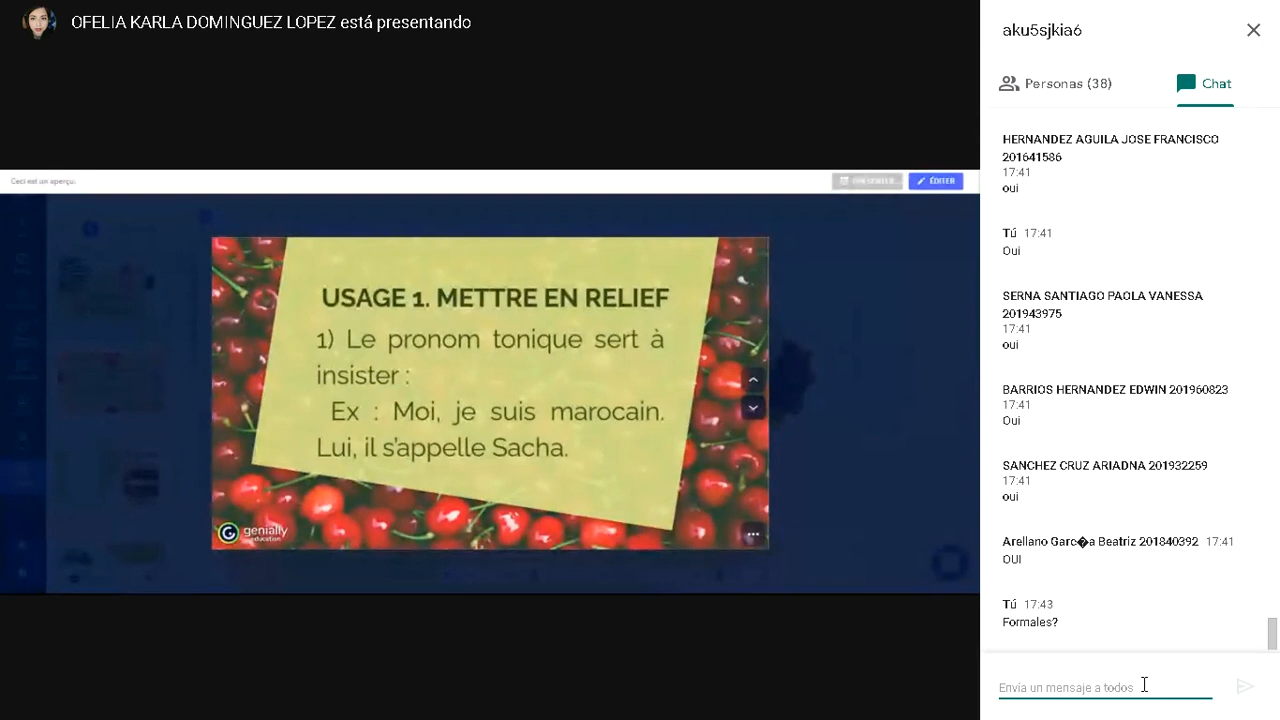 OFELIA KARLA DOMINGUEZ LOPEZ está presentando
Ceci est un aperçu.
ÉDITER
USAGE 1. METTRE EN RELIEF
1) Le pronom tonique sert à
insister :
Ex : Moi, je suis marocain.
Lui, il s'appelle Sacha.
genially
education
aku5sjkia6
Personas (38)
Chat
HERNANDEZ AGUILA JOSE FRANCISCO
201641586
17:41
oui
Tú 17:41
Oui
SERNA SANTIAGO PAOLA VANESSA
201943975
17:41
oui
BARRIOS HERNANDEZ EDWIN 201960823
17:41
Oui
SANCHEZ CRUZ ARIADNA 201932259
17:41
oui
Arellano Garc�a Beatriz 201840392 17:41
OUI
Tú 17:43
Formales?
Envía un mensaje a todos